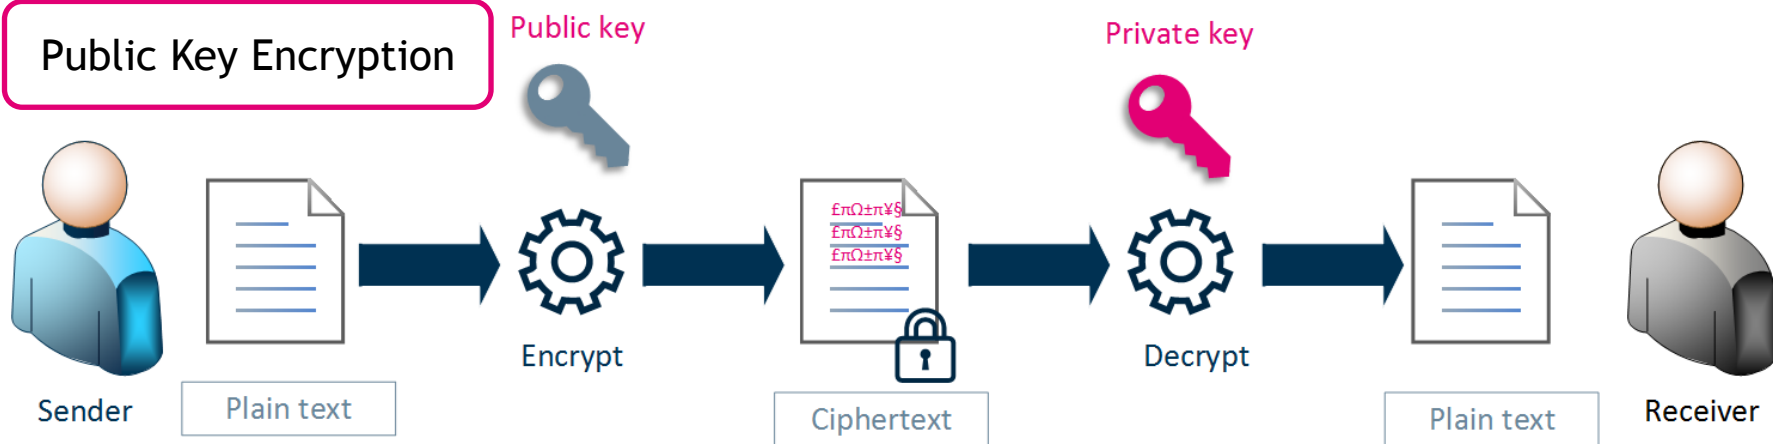 Public Key Encryption
Public key
Private key
£πΩ±π¥§
£πΩ±π¥§
£πΩ±π¥§
Encrypt
Decrypt
Sender
Plain text
Ciphertext
Plain text
Receiver